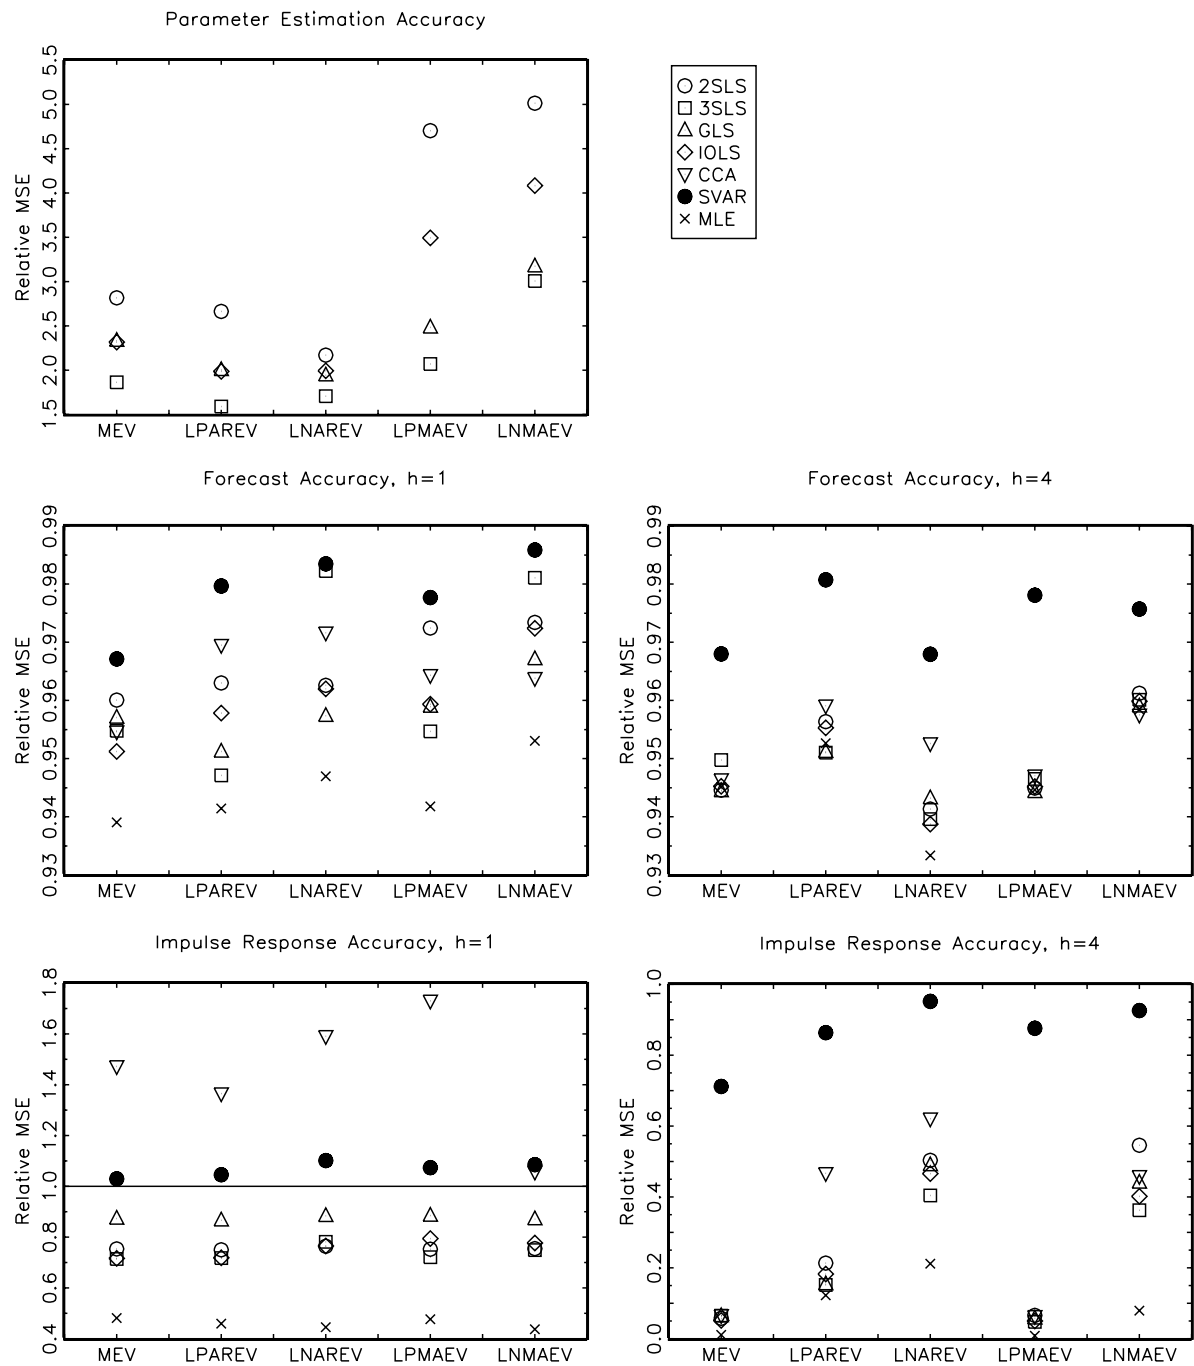 Parameter Estimation Accuracy
Relative MSE
5.5
5.0
4.5
4.0
3.5
3.0
2.5
2.0
1.5
MEV LPAREV LNAREV LPMAEV LNMAEV
2SLS
3SLS
GLS
IOLS
CCA
SVAR
MLE
Forecast Accuracy, h=1
Relative MSE
0.99
0.98
0.97
0.96
0.95
0.94
0.93
MEV LPAREV LNAREV LPMAEV LNMAEV
Forecast Accuracy, h=4
Relative MSE
0.99
0.98
0.97
0.96
0.95
0.94
0.93
MEV LPAREV LNAREV LPMAEV LNMAEV
Impulse Response Accuracy, h=1
Relative MSE
1.8
1.6
1.4
1.2
1.0
0.8
0.6
0.4
MEV LPAREV LNAREV LPMAEV LNMAEV
Impulse Response Accuracy, h=4
Relative MSE
1.0
0.8
0.6
0.4
0.2
0.0
MEV LPAREV LNAREV LPMAEV LNMAEV